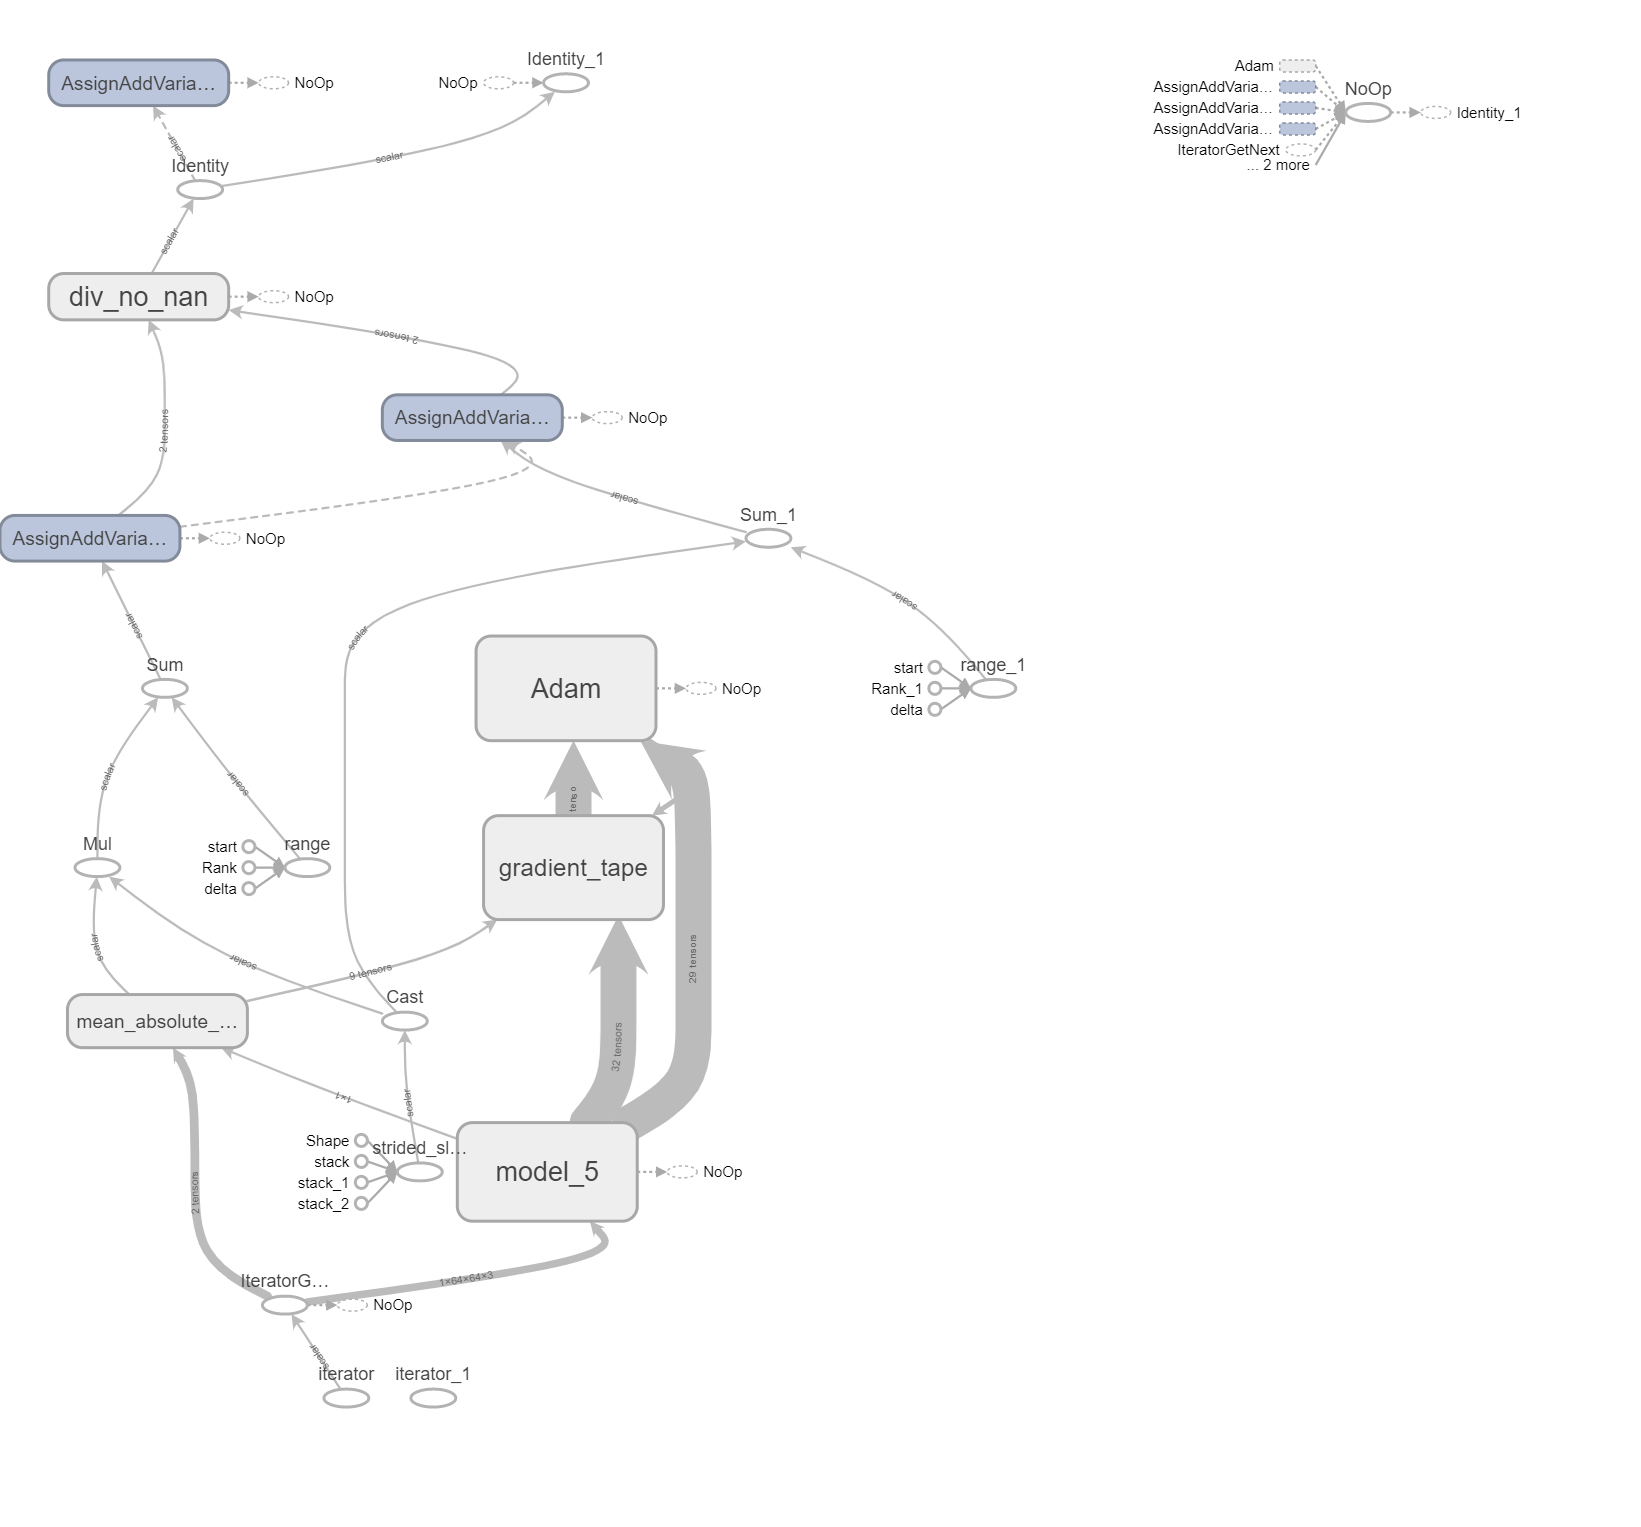 Identity_1
AssignAddVaria...
NoOp
NoOp
Adam
AssignAddVaria...
AssignAddVaria...
AssignAddVaria...
IteratorGetNext
... 2 more
NoOp
Identity_1
scalar
scalar
Identity
scalar
div_no_nan
NoOp
2 tensors
2 tensors
AssignAddVaria...
NoOp
scalar
Sum_1
AssignAddVaria...
NoOp
scalar
scalar
scalar
Sum
Adam
NoOp
start
Rank_1
delta
range_1
scalar
scalar
tenso
Mul
start
Rank
delta
range
gradient_tape
scalar
scalar
9 tensors
29 tensors
Cast
mean_absolute_...
32 tensors
1×1
scalar
Shape
stack
stack_1
stack_2
strided_sl...
model_5
NoOp
2 tensors
IteratorG...
1×64×64×3
NoOp
scalar
iterator
iterator_1